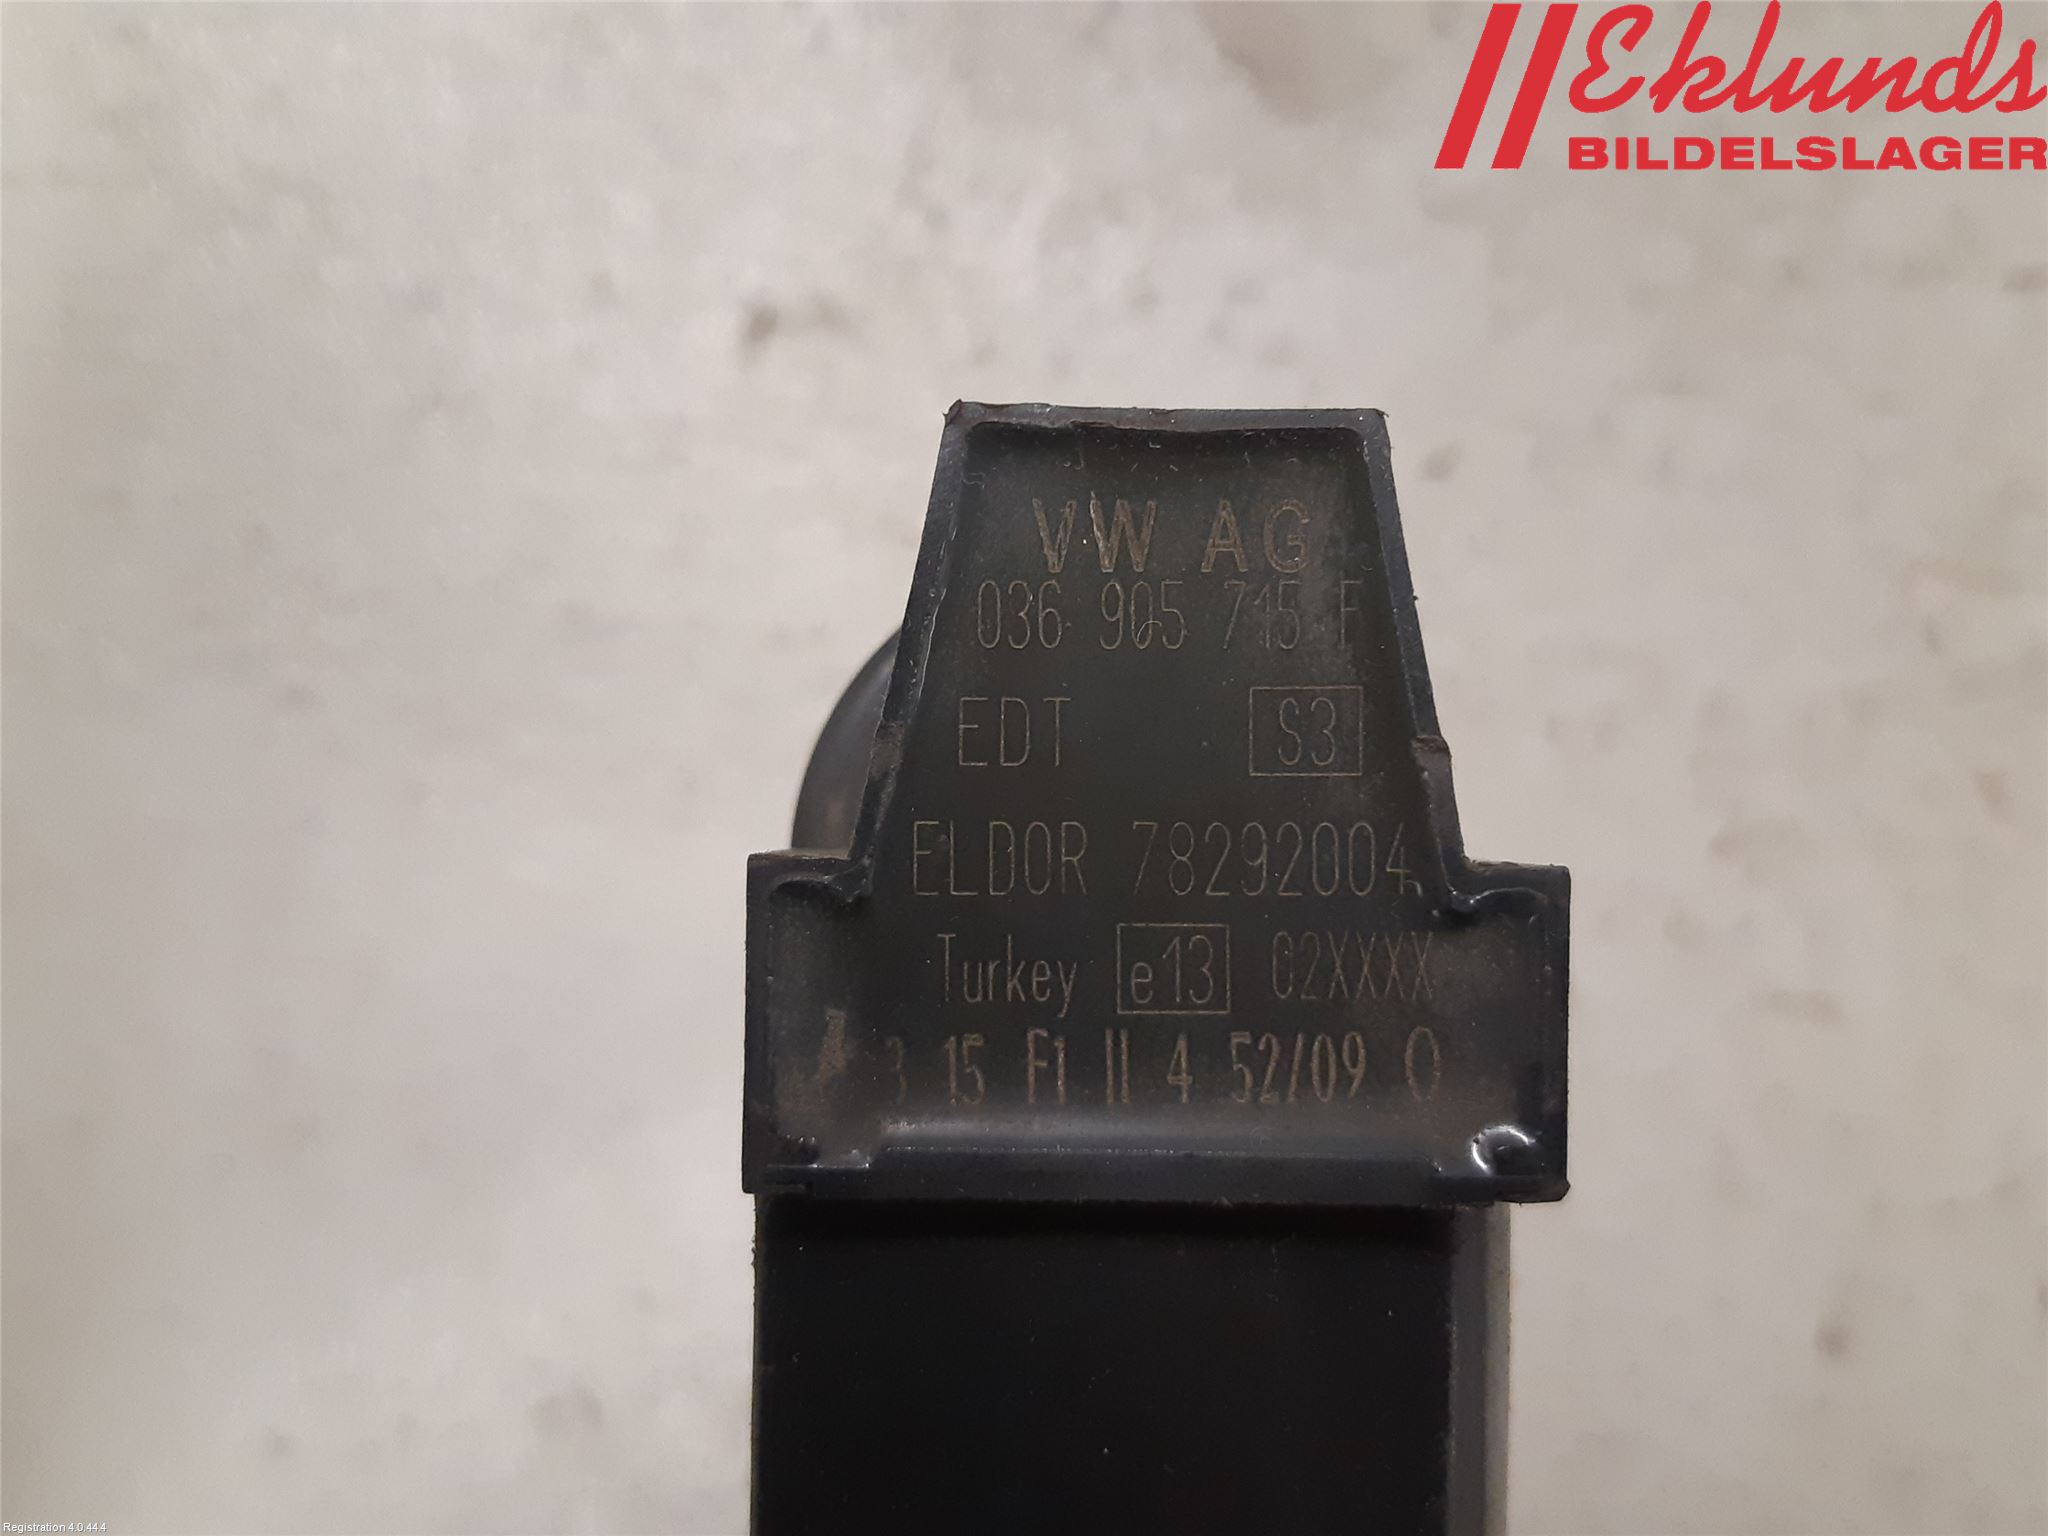 Eklunds
BILDELSLAGER
VW AG
036 905 715 F
EDT S3
ELDOR 78292004
Turkey e13 02XXXX
3 15 F1 II 4 52/09 0
Registration 4.0.44.4